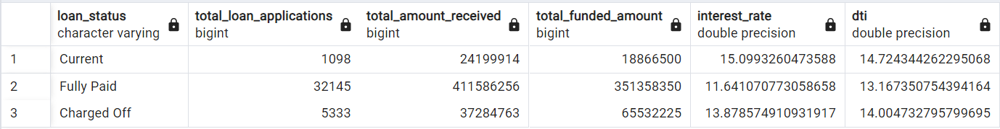 loan_status total_loan_applications total_amount_received total_funded_amount interest_rate dti
character varying bigint bigint bigint double precision double precision
1 Current 1098 24199914 18866500 15.0993260473588 14.724344262295068
2 Fully Paid 32145 411586256 351358350 11.641070773058658 13.167350754394164
3 Charged Off 5333 37284763 65532225 13.878574910931917 14.004732795799695